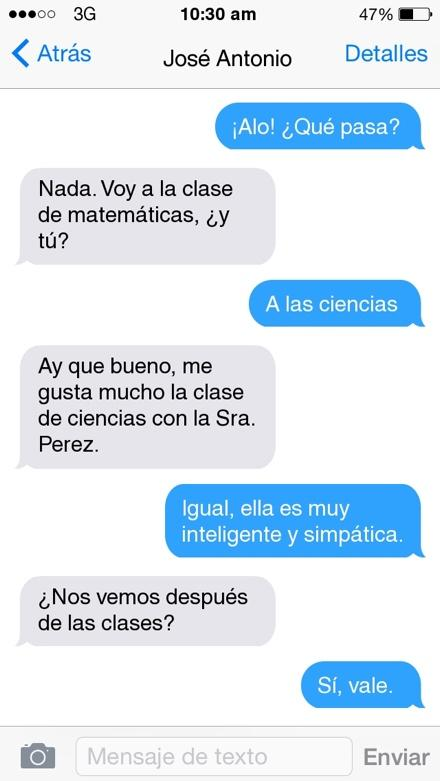 3G 10:30 am 47%
Atrás José Antonio Detalles
¡Alo! ¿Qué pasa?
Nada. Voy a la clase
de matemáticas, ¿y
tú?
A las ciencias
Ay que bueno, me
gusta mucho la clase
de ciencias con la Sra.
Perez.
Igual, ella es muy
inteligente y simpática.
¿Nos vemos después
de las clases?
Sí, vale.
Mensaje de texto Enviar